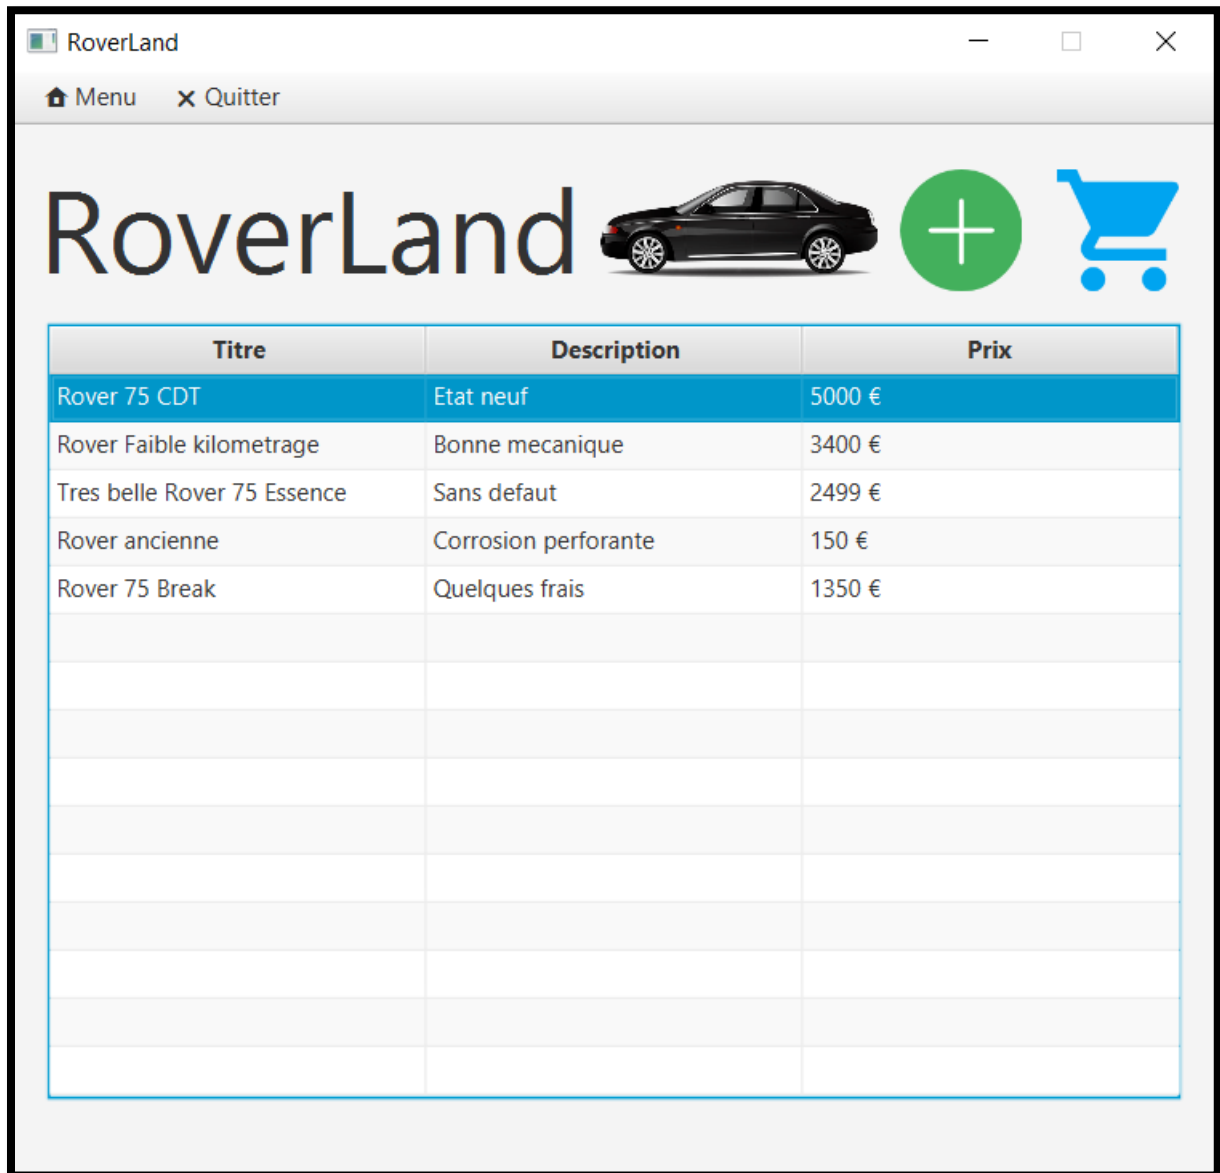 RoverLand
Menu Quitter
RoverLand
Titre Description Prix
Rover 75 CDT Etat neuf 5000 €
Rover Faible kilometrage Bonne mecanique 3400 €
Tres belle Rover 75 Essence Sans defaut 2499 €
Rover ancienne Corrosion perforante 150 €
Rover 75 Break Quelques frais 1350 €